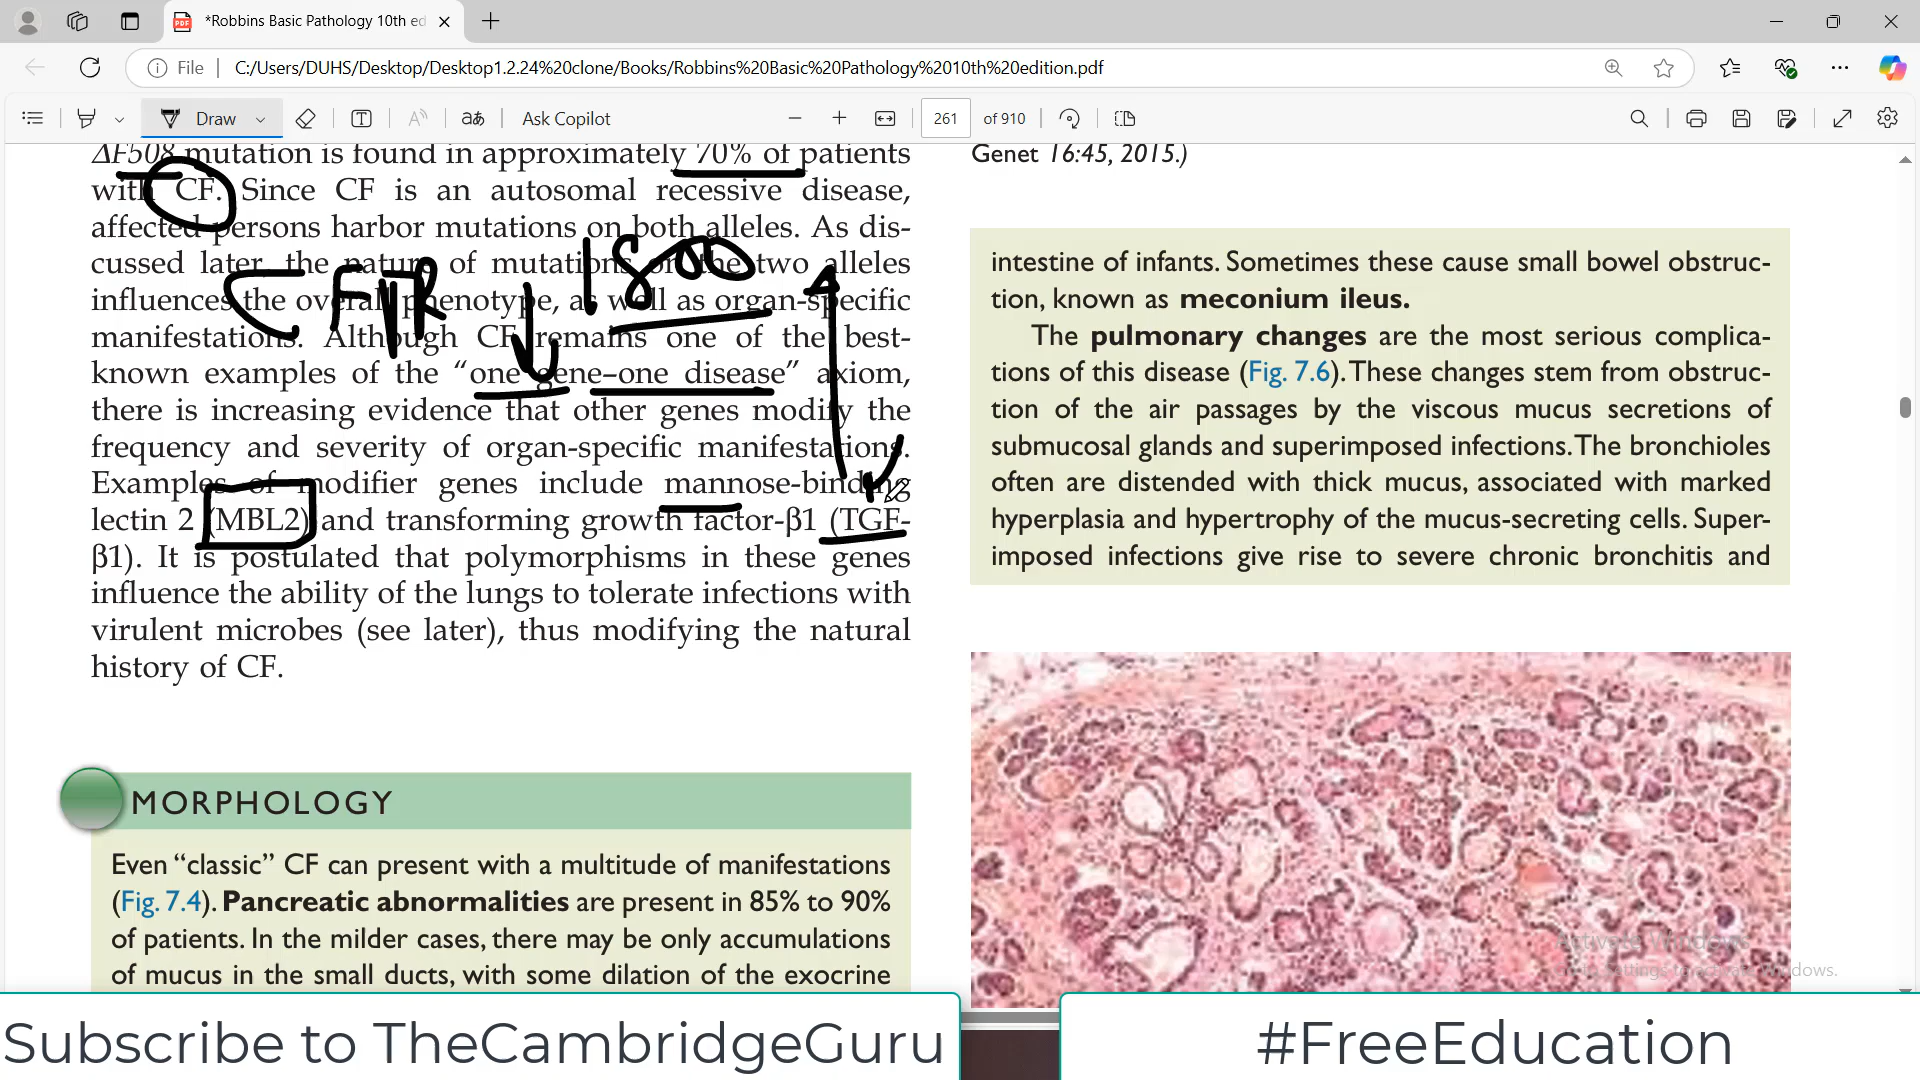 *Robbins Basic Pathology 10th ed
File
C:/Users/DUHS/Desktop/Desktop1.2.24%20clone/Books/Robbins%20Basic%20Pathology%2010th%20edition.pdf
Draw
Ask Copilot
261 of 910
ΔF508 mutation is found in approximately 70% of patients
with CF. Since CF is an autosomal recessive disease,
affected persons harbor mutations on both alleles. As dis-
cussed later, the nature of mutations on the two alleles
influences the overall phenotype, as well as organ-specific
manifestations. Although CF remains one of the best-
known examples of the “one gene–one disease” axiom,
there is increasing evidence that other genes modify the
frequency and severity of organ-specific manifestations.
Examples of modifier genes include mannose-binding
lectin 2 (MBL2) and transforming growth factor-β1 (TGF-
β1). It is postulated that polymorphisms in these genes
influence the ability of the lungs to tolerate infections with
virulent microbes (see later), thus modifying the natural
history of CF.
CFTR
1800
MORPHOLOGY
Even “classic” CF can present with a multitude of manifestations
(Fig. 7.4). Pancreatic abnormalities are present in 85% to 90%
of patients. In the milder cases, there may be only accumulations
of mucus in the small ducts, with some dilation of the exocrine
Genet 16:45, 2015.)
intestine of infants. Sometimes these cause small bowel obstruc-
tion, known as meconium ileus.
The pulmonary changes are the most serious complica-
tions of this disease (Fig. 7.6). These changes stem from obstruc-
tion of the air passages by the viscous mucus secretions of
submucosal glands and superimposed infections. The bronchioles
often are distended with thick mucus, associated with marked
hyperplasia and hypertrophy of the mucus-secreting cells. Super-
imposed infections give rise to severe chronic bronchitis and
Activate Windows
Go to Settings to activate Windows.
Subscribe to TheCambridgeGuru
#FreeEducation